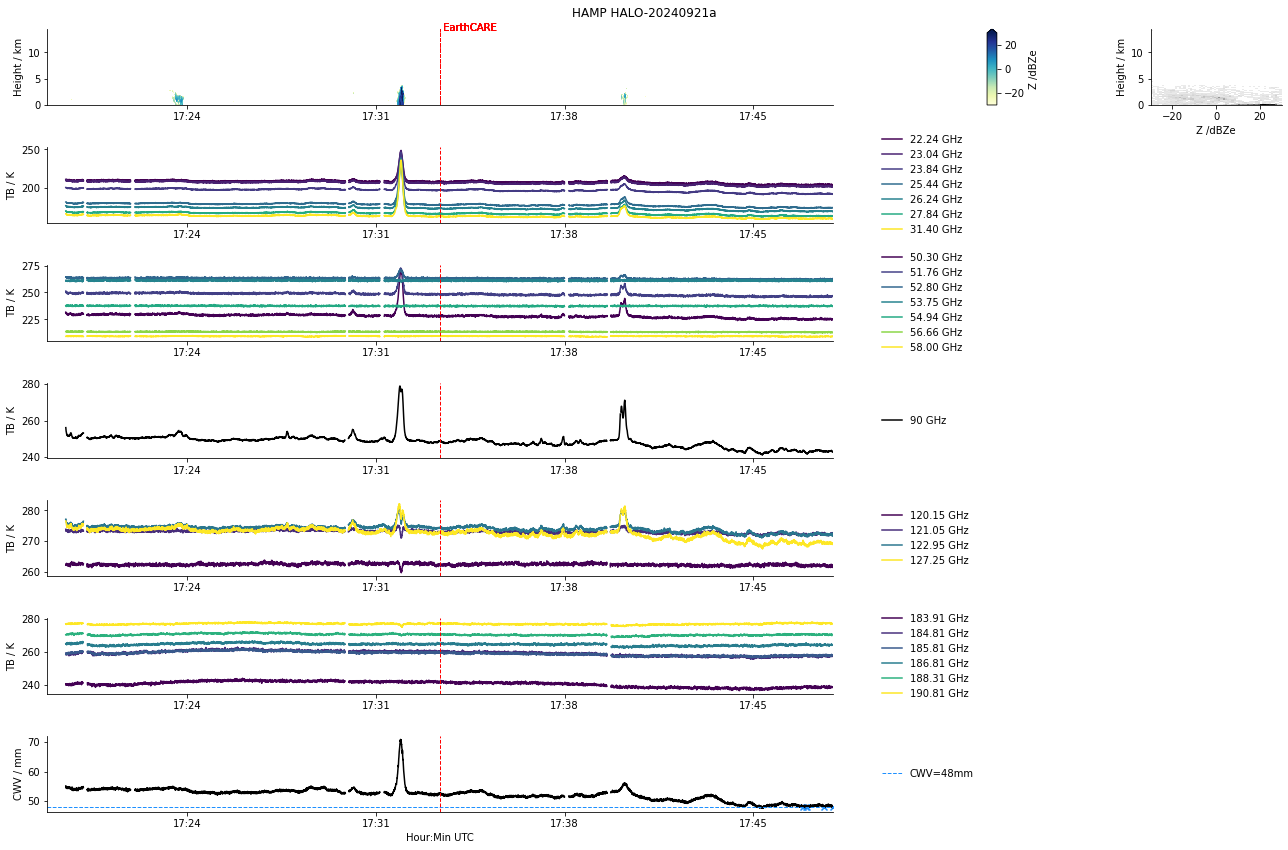 HAMP HALO-20240921a
EarthCARE
Height / km
10
5
0
17:24
17:31
17:38
17:45
20
0
−20
Z /dBZe
Height / km
10
5
0
−20
0
20
Z /dBZe
TB / K
250
200
17:24
17:31
17:38
17:45
22.24 GHz
23.04 GHz
23.84 GHz
25.44 GHz
26.24 GHz
27.84 GHz
31.40 GHz
TB / K
275
250
225
17:24
17:31
17:38
17:45
50.30 GHz
51.76 GHz
52.80 GHz
53.75 GHz
54.94 GHz
56.66 GHz
58.00 GHz
TB / K
280
260
240
17:24
17:31
17:38
17:45
90 GHz
TB / K
280
270
260
17:24
17:31
17:38
17:45
120.15 GHz
121.05 GHz
122.95 GHz
127.25 GHz
TB / K
280
260
240
17:24
17:31
17:38
17:45
183.91 GHz
184.81 GHz
185.81 GHz
186.81 GHz
188.31 GHz
190.81 GHz
CWV / mm
70
60
50
17:24
17:31
17:38
17:45
Hour:Min UTC
CWV=48mm